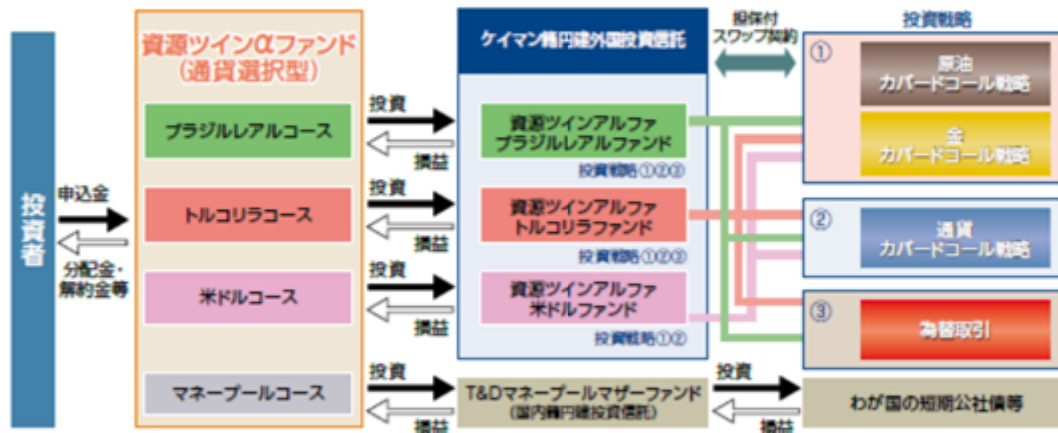 投資者
申込金
分配金・
解約金等
資源ツインαファンド
(通貨選択型)
ブラジルレアルコース
トルコリラコース
米ドルコース
マネープールコース
投資
損益
投資
損益
投資
損益
投資
損益
ケイマン籍円建外国投資信託
資源ツインアルファ
ブラジルレアルファンド
投資戦略①②③
資源ツインアルファ
トルコリラファンド
投資戦略①②③
資源ツインアルファ
米ドルファンド
投資戦略①②
T&Dマネープールマザーファンド
(国内籍円建投資信託)
担保付
スワップ契約
投資
損益
投資戦略
①
原油
カバードコール戦略
金
カバードコール戦略
②
通貨
カバードコール戦略
③
為替取引
わが国の短期公社債等